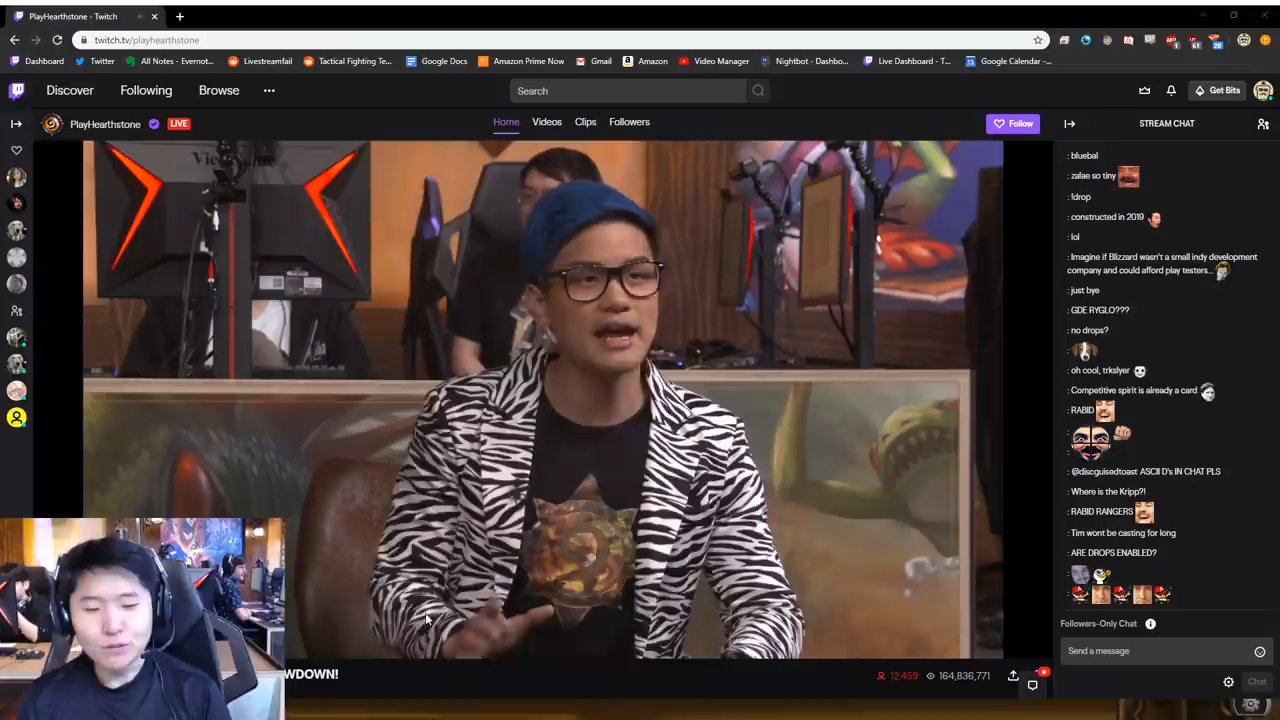 PlayHearthstone - Twitch
twitch.tv/playhearthstone
Dashboard
Twitter
All Notes - Evernot...
Livestreamfail
Tactical Fighting Te...
Google Docs
Amazon Prime Now
Gmail
Amazon
Video Manager
Nightbot - Dashbo...
Live Dashboard - T...
Google Calendar -...
Discover
Following
Browse
Search
Get Bits
PlayHearthstone
LIVE
Home
Videos
Clips
Followers
Follow
STREAM CHAT
: bluebal
: zalae so tiny
: !drop
: constructed in 2019
: lol
: Imagine if Blizzard wasn't a small indy development
company and could afford play testers...
: just bye
: GDE RYGLO???
: no drops?
: oh cool, trkslyer
: Competitive spirit is already a card
: RABID
: @discguisedtoast ASCII D's IN CHAT PLS
: Where is the Kripp?!
: RABID RANGERS
: Tim wont be casting for long
: ARE DROPS ENABLED?
Followers-Only Chat
Send a message
Chat
WDOWN!
12,459
164,836,771